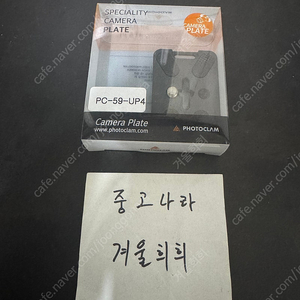 SPECIALITY
CAMERA
PLATE
CAMERA
PLATE
PC-59-UP4
Camera Plate
www.photoclam.com
PHOTOCLAM
중고나라
겨울희희
cafe.naver.com